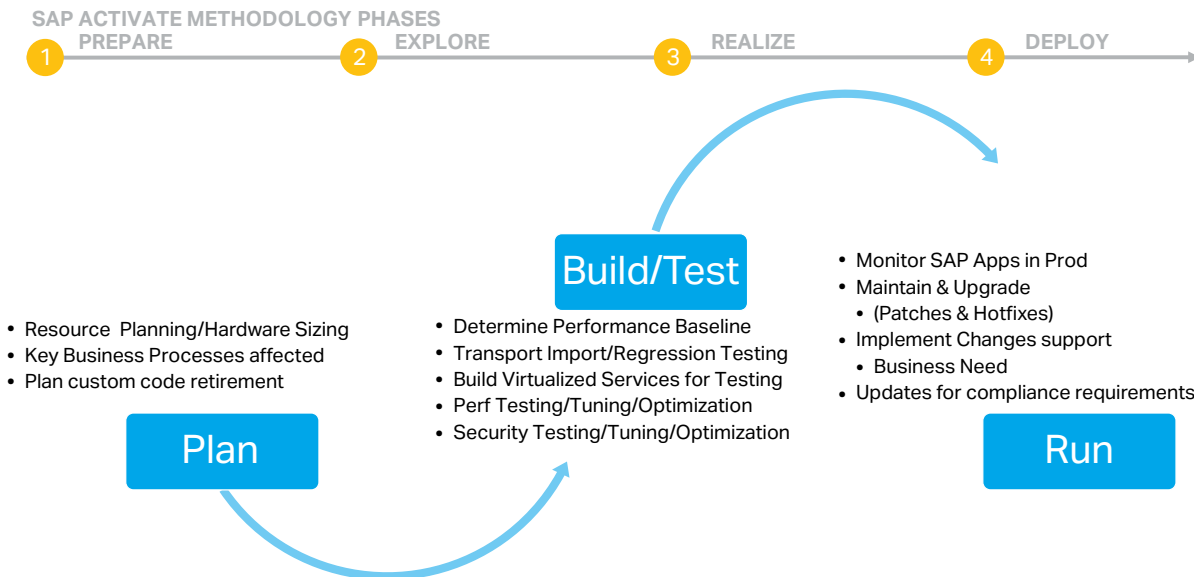 SAP ACTIVATE METHODOLOGY PHASES
PREPARE
EXPLORE
REALIZE
DEPLOY
1
2
3
4
• Resource Planning/Hardware Sizing
• Key Business Processes affected
• Plan custom code retirement
Plan
Build/Test
• Determine Performance Baseline
• Transport Import/Regression Testing
• Build Virtualized Services for Testing
• Perf Testing/Tuning/Optimization
• Security Testing/Tuning/Optimization
• Monitor SAP Apps in Prod
• Maintain & Upgrade
• (Patches & Hotfixes)
• Implement Changes support
• Business Need
• Updates for compliance requirements
Run